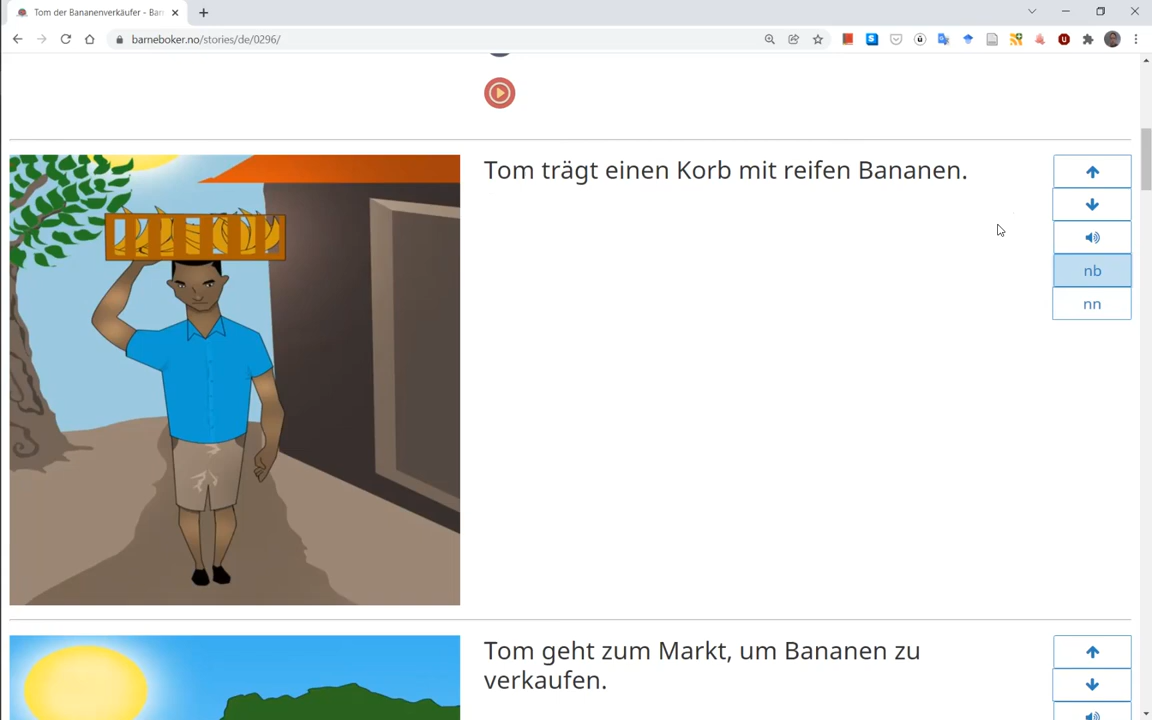 Tom der Bananenverkäufer - Bar
barneboker.no/stories/de/0296/
Tom trägt einen Korb mit reifen Bananen.
nb
nn
Tom geht zum Markt, um Bananen zu
verkaufen.